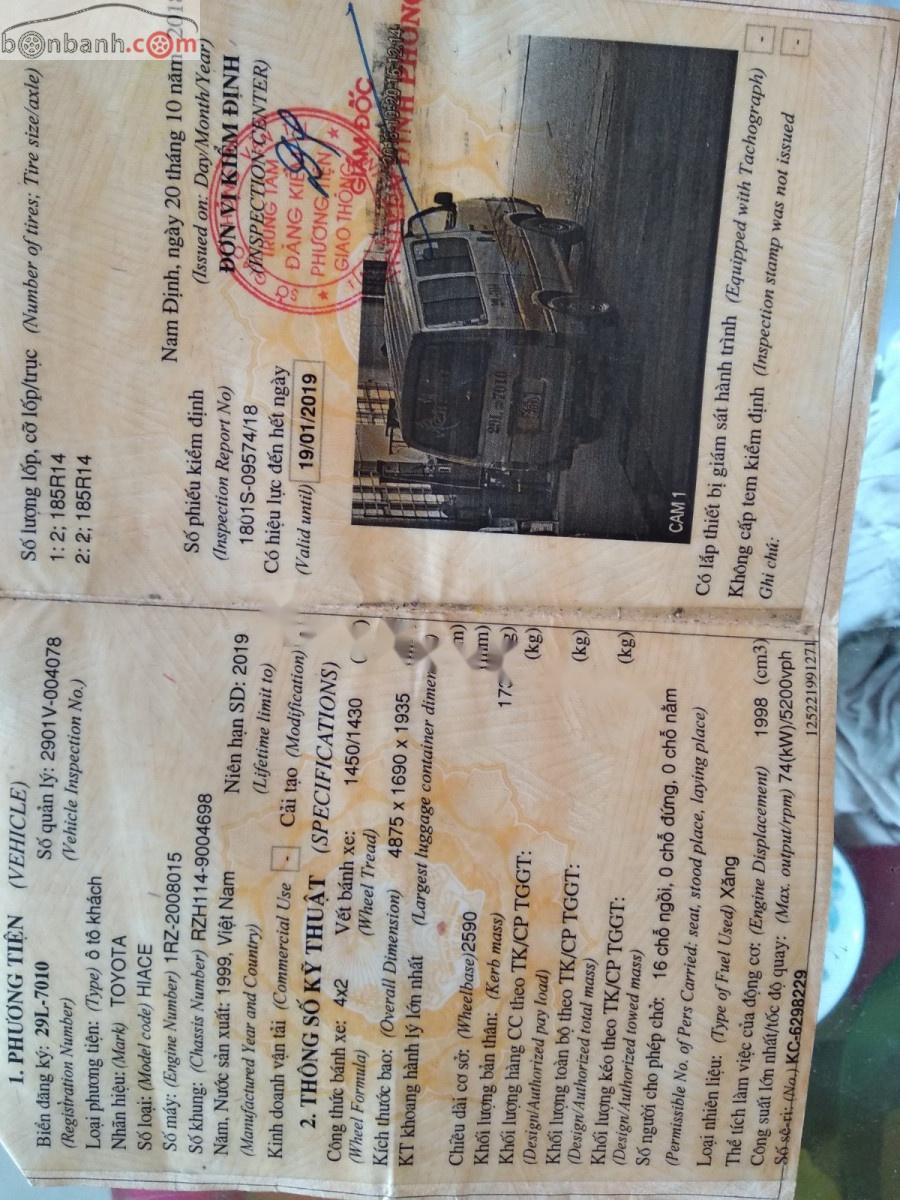 bonbanh.com
1. PHƯƠNG TIỆN (VEHICLE)
Biển đăng ký: 29L-7010 Số quản lý: 2901V-004078
(Registration Number) (Vehicle Inspection No.)
Loại phương tiện: (Type) ô tô khách
Nhãn hiệu: (Mark) TOYOTA
Số loại: (Model code) HIACE
Số máy: (Engine Number) 1RZ-2008015
Số khung: (Chassis Number) RZH114-9004698
Năm, Nước sản xuất: 1999, Việt Nam Niên hạn SD: 2019
(Manufactured Year and Country) (Lifetime limit to)
Kinh doanh vận tải (Commercial Use - Cải tạo (Modification)
2. THÔNG SỐ KỸ THUẬT (SPECIFICATIONS)
Công thức bánh xe: 4x2 Vết bánh xe: 1450/1430
(Wheel Formula) (Wheel Tread)
Kích thước bao: (Overall Dimension) 4875 x 1690 x 1935
KT khoang hành lý lớn nhất (Largest luggage container
Chiều dài cơ sở: (Wheelbase)2590
Khối lượng bản thân: (Kerb mass)
Khối lượng hàng CC theo TK/CP TGGT: (kg)
(Design/Authorized pay load)
Khối lượng toàn bộ theo TK/CP TGGT: (kg)
(Design/Authorized total mass)
Khối lượng kéo theo TK/CP TGGT: (kg)
(Design/Authorized towed mass)
Số người cho phép chở: 16 chỗ ngồi, 0 chỗ đứng, 0 chỗ nằm
(Permissible No. of Pers Carried: seat, stood place, laying place)
Loại nhiên liệu: (Type of Fuel Used) Xăng
Thể tích làm việc của động cơ: (Engine Displacement) 1998 (cm3)
Công suất lớn nhất/tốc độ quay: (Max. output/rpm) 74(kW)/5200vph
Số sê-ri: (No.) KC-6298229 125221991271
Số lượng lốp, cỡ lốp/trục (Number of tires; Tire size/axle)
1: 2; 185R14
2: 2; 185R14
Nam Định, ngày 20 tháng 10 năm 2018
(Issued on: Day/Month/Year)
Số phiếu kiểm định ĐƠN VỊ KIỂM ĐỊNH
(Inspection Report No) (INSPECTION CENTER)
1801S-09574/18
Có hiệu lực đến hết ngày
(Valid until) 19/01/2019
TRUNG TÂM
ĐĂNG KIỂM
PHƯƠNG TIỆN
GIAO THÔNG
GIÁM ĐỐC
29L-7010
CAM 1
Có lắp thiết bị giám sát hành trình (Equipped with Tachograph) -
Không cấp tem kiểm định (Inspection stamp was not issued -
Ghi chú: